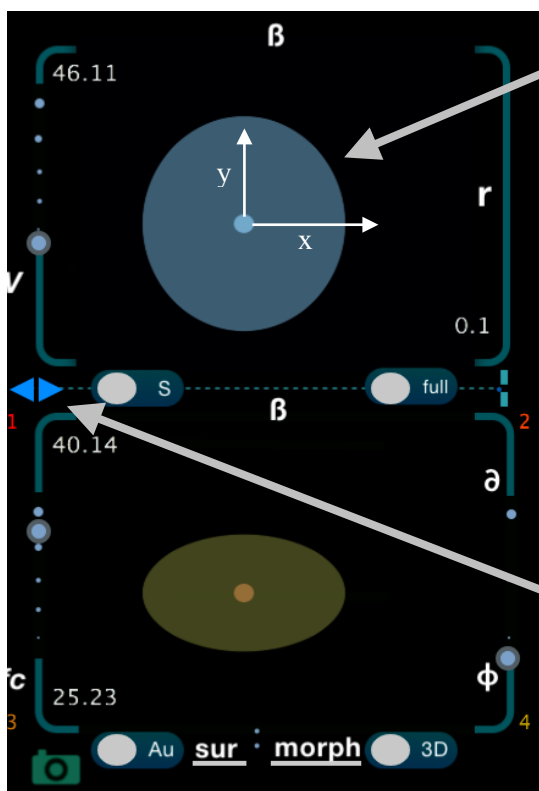 ß
46.11
y
r
x
V
0.1
S full
ß
1 2
40.14
∂
fc
ϕ
25.23
3 4
Au sur : morph 3D